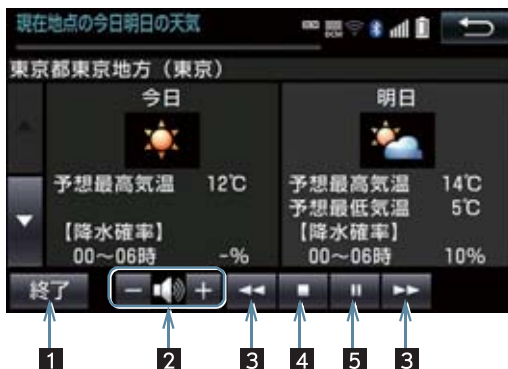 現在地点の今日明日の天気
東京都東京地方（東京）
今日
明日
予想最高気温 12℃
【降水確率】
00～06時 -%
予想最高気温 14℃
予想最低気温 5℃
【降水確率】
00～06時 10%
終了
1 2 3 4 5 3